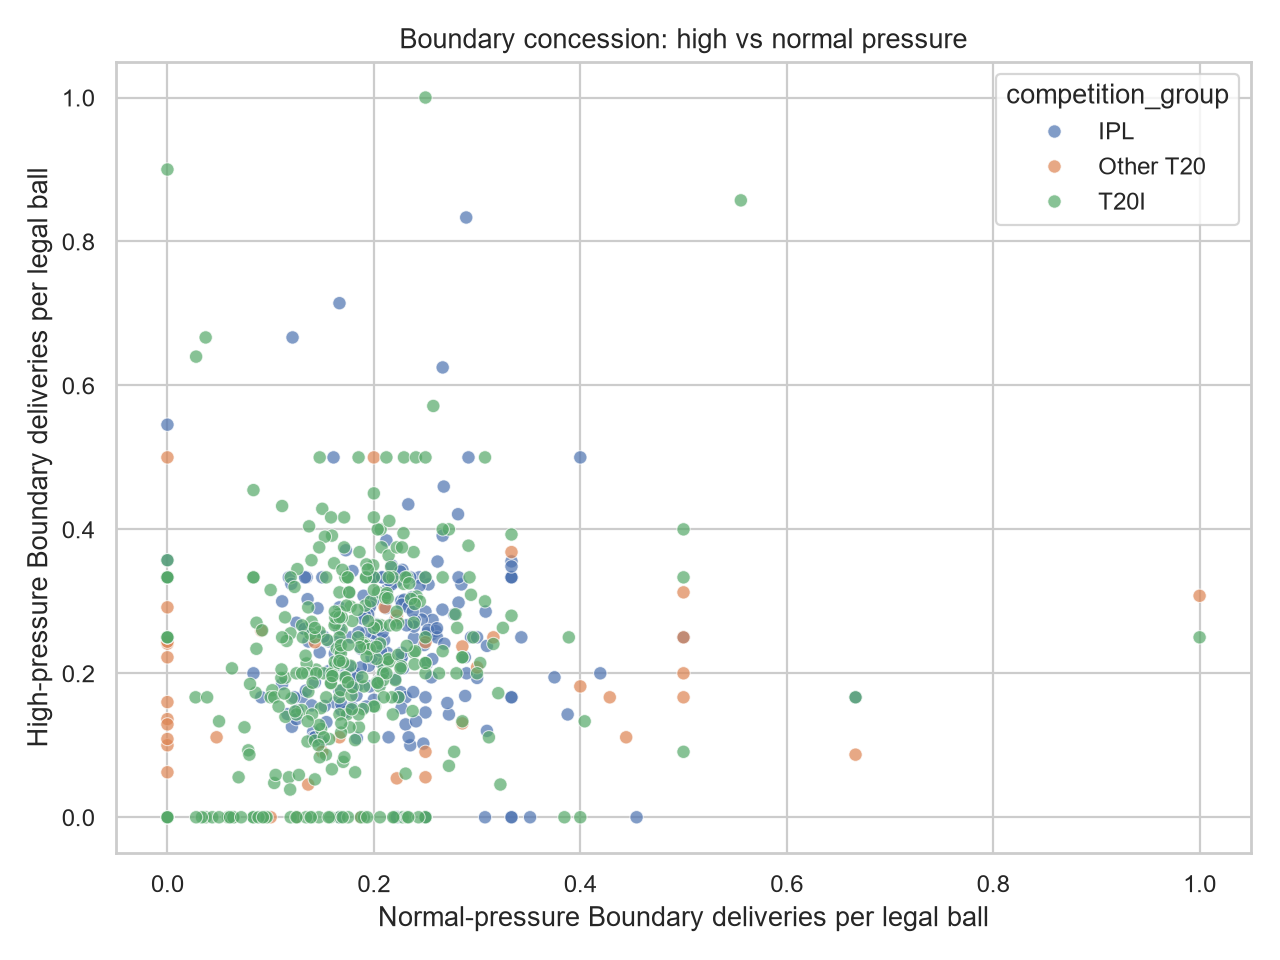 Boundary concession: high vs normal pressure
competition_group
IPL
Other T20
T20I
High-pressure Boundary deliveries per legal ball
1.0
0.8
0.6
0.4
0.2
0.0
0.0 0.2 0.4 0.6 0.8 1.0
Normal-pressure Boundary deliveries per legal ball